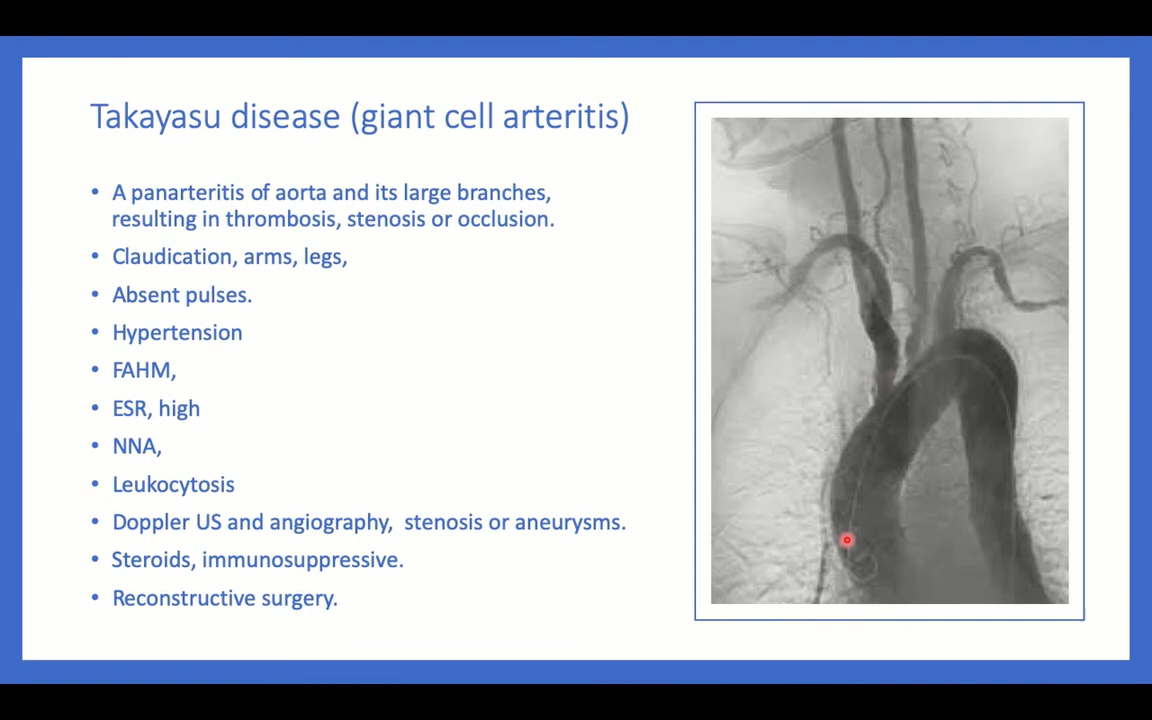 Takayasu disease (giant cell arteritis)
• A panarteritis of aorta and its large branches,
resulting in thrombosis, stenosis or occlusion.
• Claudication, arms, legs,
• Absent pulses.
• Hypertension
• FAHM,
• ESR, high
• NNA,
• Leukocytosis
• Doppler US and angiography,  stenosis or aneurysms.
• Steroids, immunosuppressive.
• Reconstructive surgery.